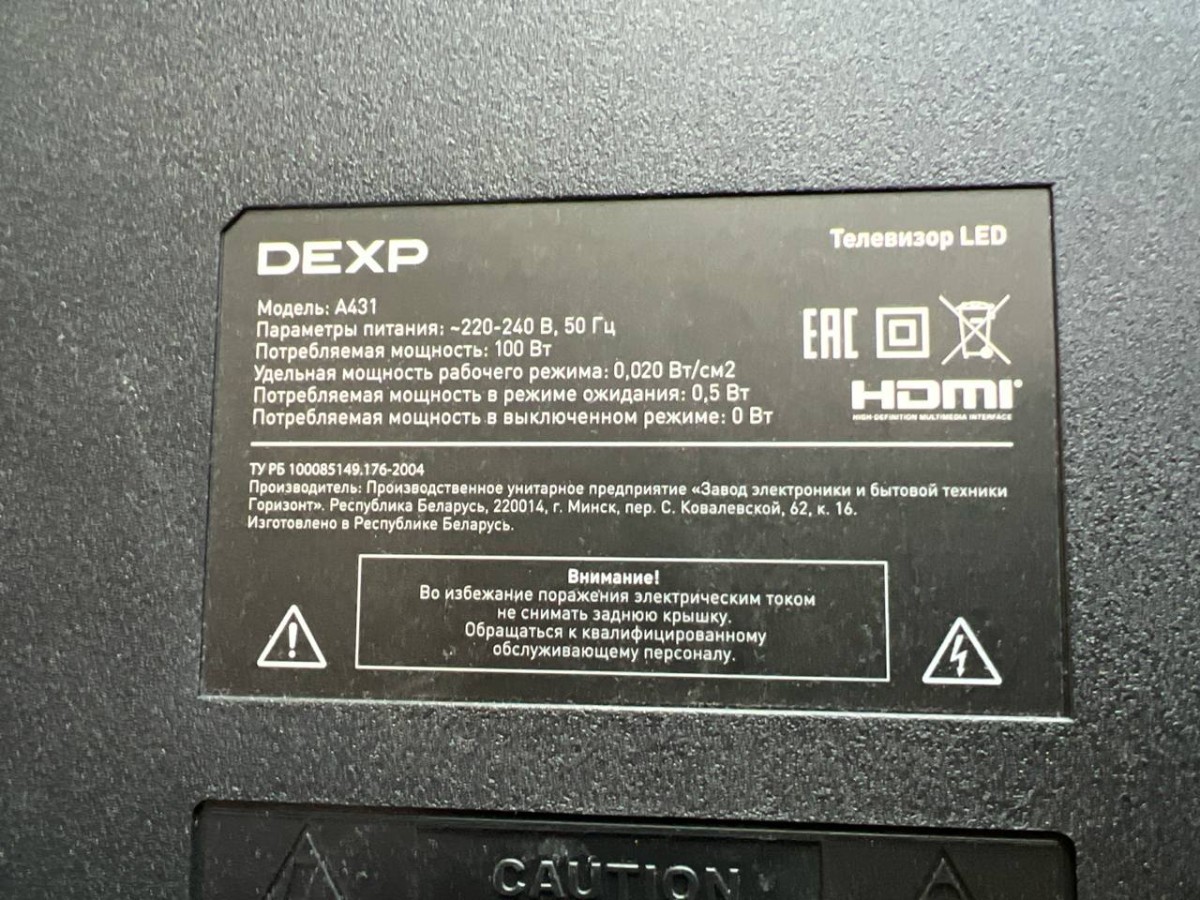 DEXP
Телевизор LED
Модель: A431
Параметры питания: ~220-240 В, 50 Гц
Потребляемая мощность: 100 Вт
Удельная мощность рабочего режима: 0,020 Вт/см2
Потребляемая мощность в режиме ожидания: 0,5 Вт
Потребляемая мощность в выключенном режиме: 0 Вт
EAC
HDMI
HIGH-DEFINITION MULTIMEDIA INTERFACE
ТУ РБ 100085149.176-2004
Производитель: Производственное унитарное предприятие «Завод электроники и бытовой техники
Горизонт». Республика Беларусь, 220014, г. Минск, пер. С. Ковалевской, 62, к. 16.
Изготовлено в Республике Беларусь.
Внимание!
Во избежание поражения электрическим током
не снимать заднюю крышку.
Обращаться к квалифицированному
обслуживающему персоналу.
CAUTION